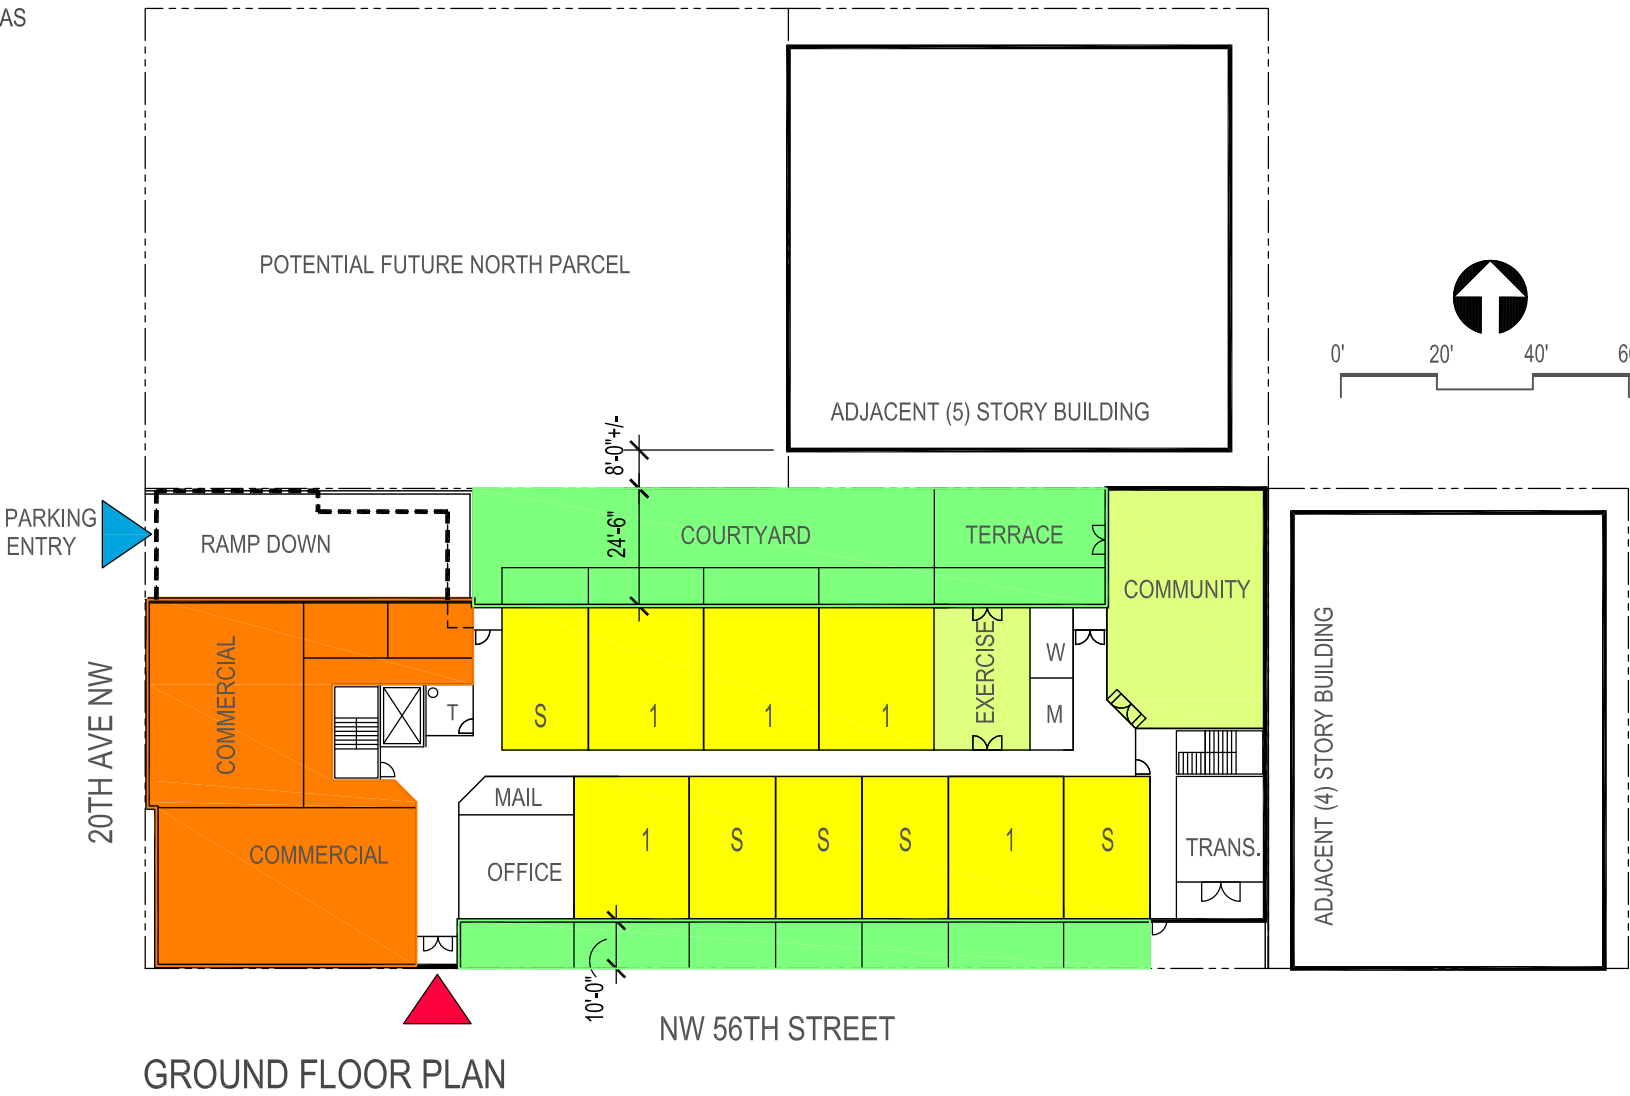 AS
POTENTIAL FUTURE NORTH PARCEL
ADJACENT (5) STORY BUILDING
0' 20' 40'
8'-0"+/-
PARKING
ENTRY
RAMP DOWN
24'-6"
COURTYARD
TERRACE
COMMUNITY
20TH AVE NW
COMMERCIAL
T
S
1
1
1
EXERCISE
W
M
ADJACENT (4) STORY BUILDING
COMMERCIAL
MAIL
OFFICE
1
S
S
S
1
S
TRANS.
10'-0"
NW 56TH STREET
GROUND FLOOR PLAN